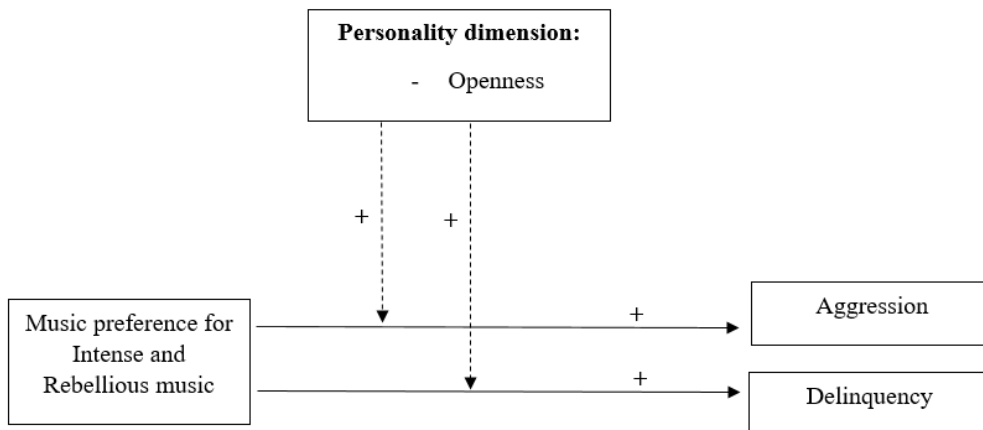 Personality dimension:
- Openness
+
+
Music preference for
Intense and
Rebellious music
+
Aggression
+
Delinquency